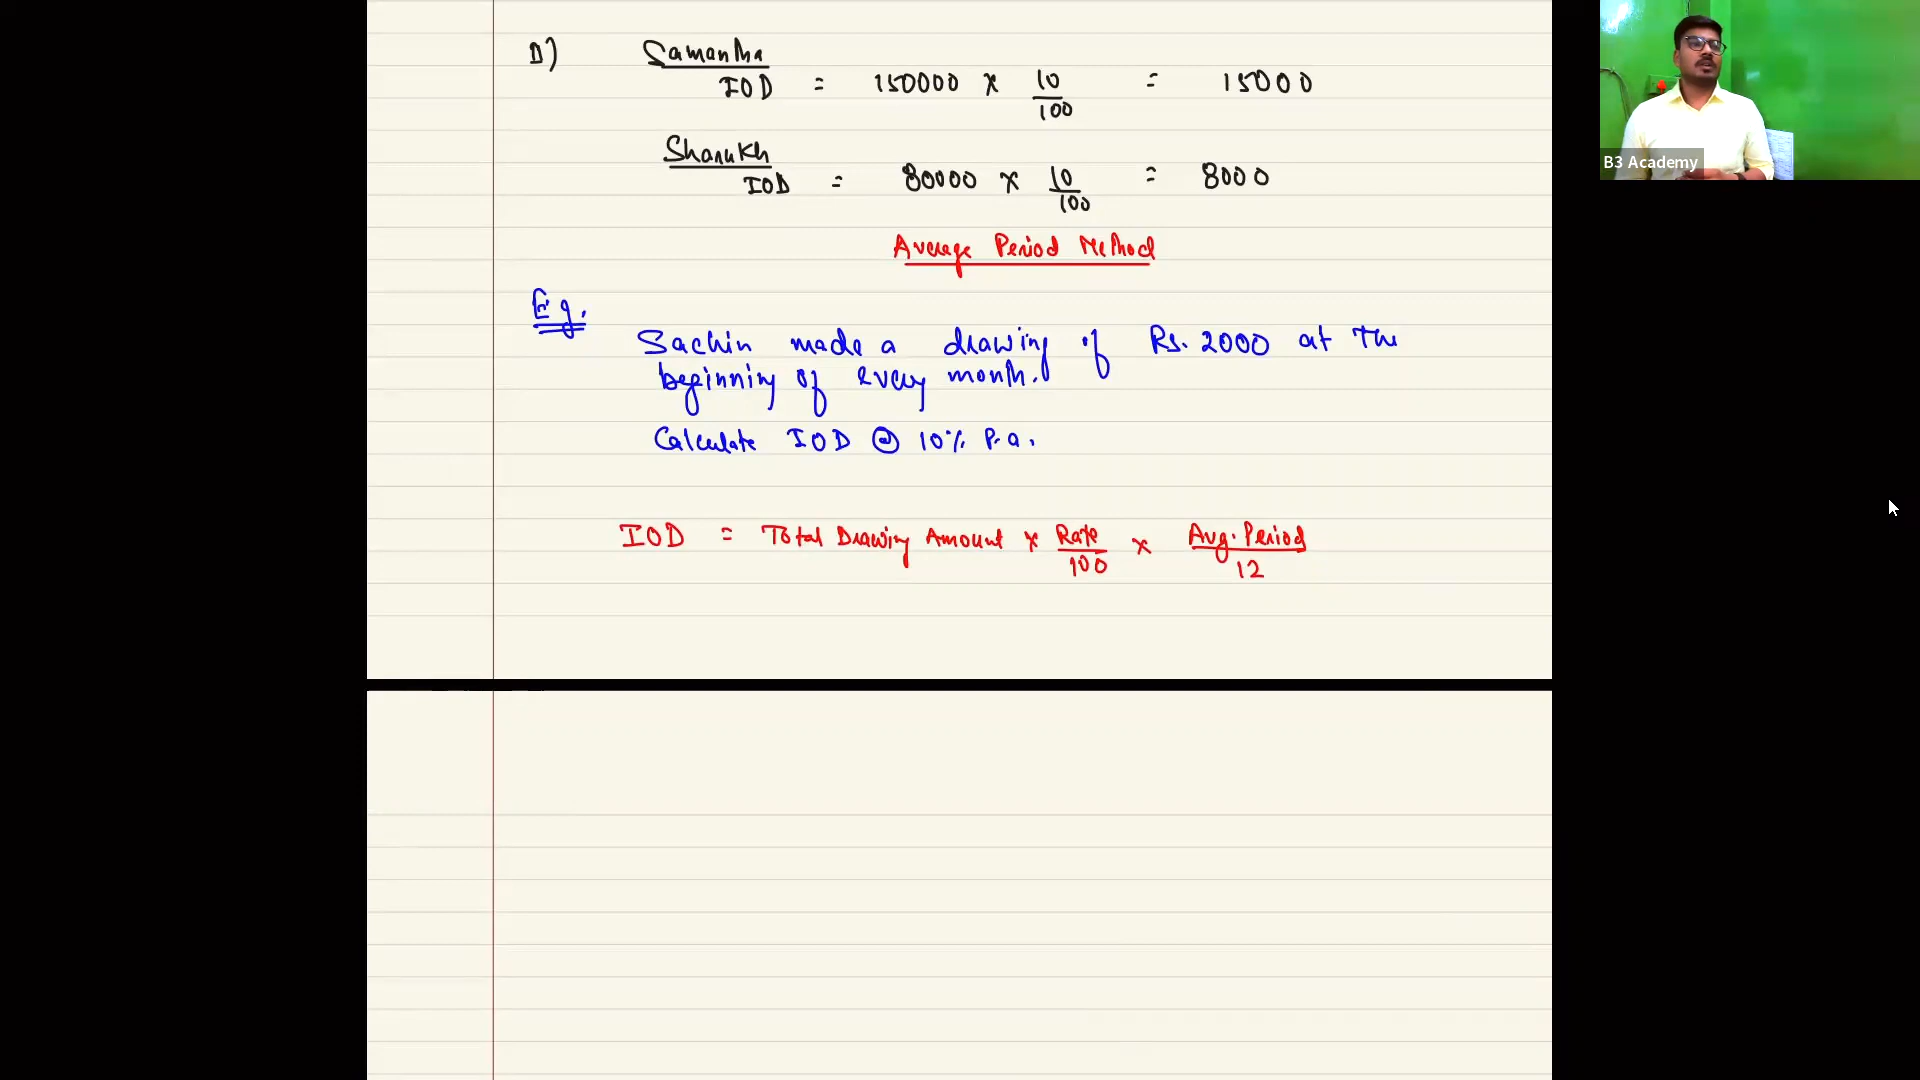 D) Samantha
IOD = 150000 x 10/100 = 15000
Sharukh
IOD = 80000 x 10/100 = 8000
Average Period Method
Eg.
Sachin made a drawing of Rs. 2000 at the
beginning of every month.
Calculate IOD @ 10% P.a.
IOD = Total Drawing Amount x Rate/100 x Avg. Period/12
B3 Academy